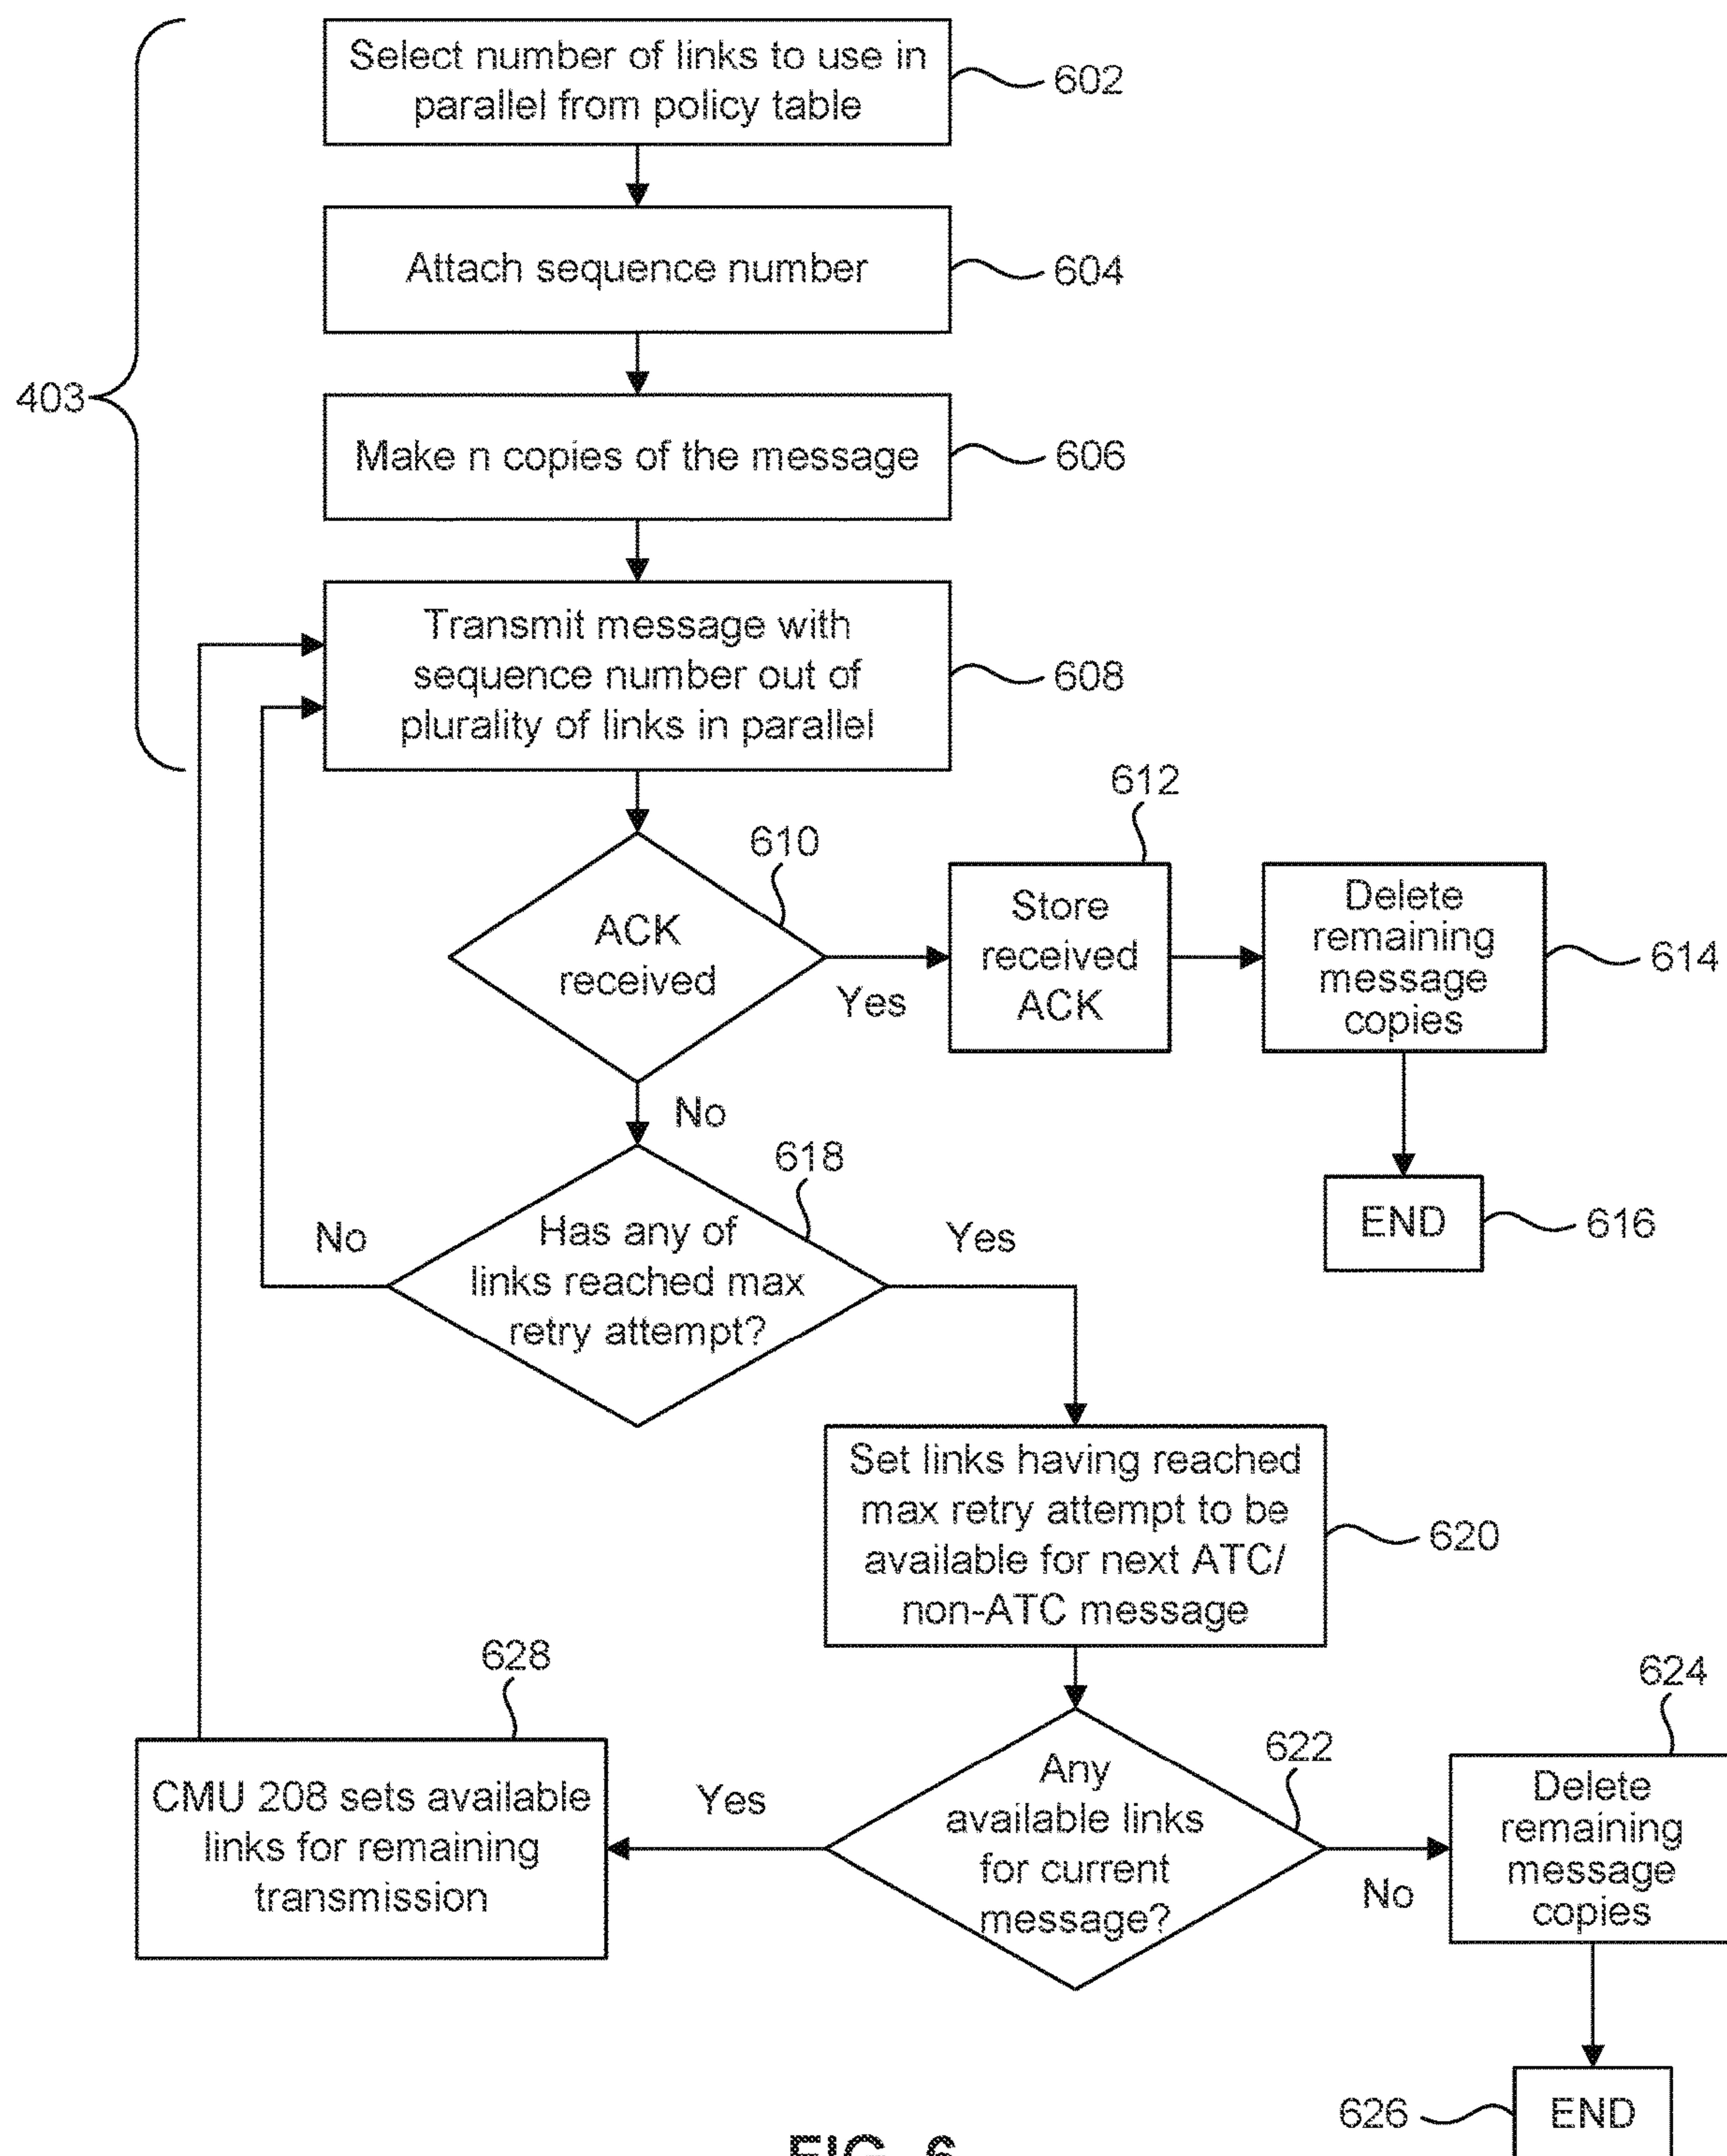 Select number of links to use in
parallel from policy table
602
Attach sequence number
604
403
Make n copies of the message
606
Transmit message with
sequence number out of
plurality of links in parallel
608
612
610
ACK
received
Yes
Store
received
ACK
Delete
remaining
message
copies
614
No
618
Has any of
links reached max
retry attempt?
No
Yes
END
616
Set links having reached
max retry attempt to be
available for next ATC/
non-ATC message
620
628
624
622
CMU 208 sets available
links for remaining
transmission
Yes
Any
available links
for current
message?
No
Delete
remaining
message
copies
626
END
FIG. 6